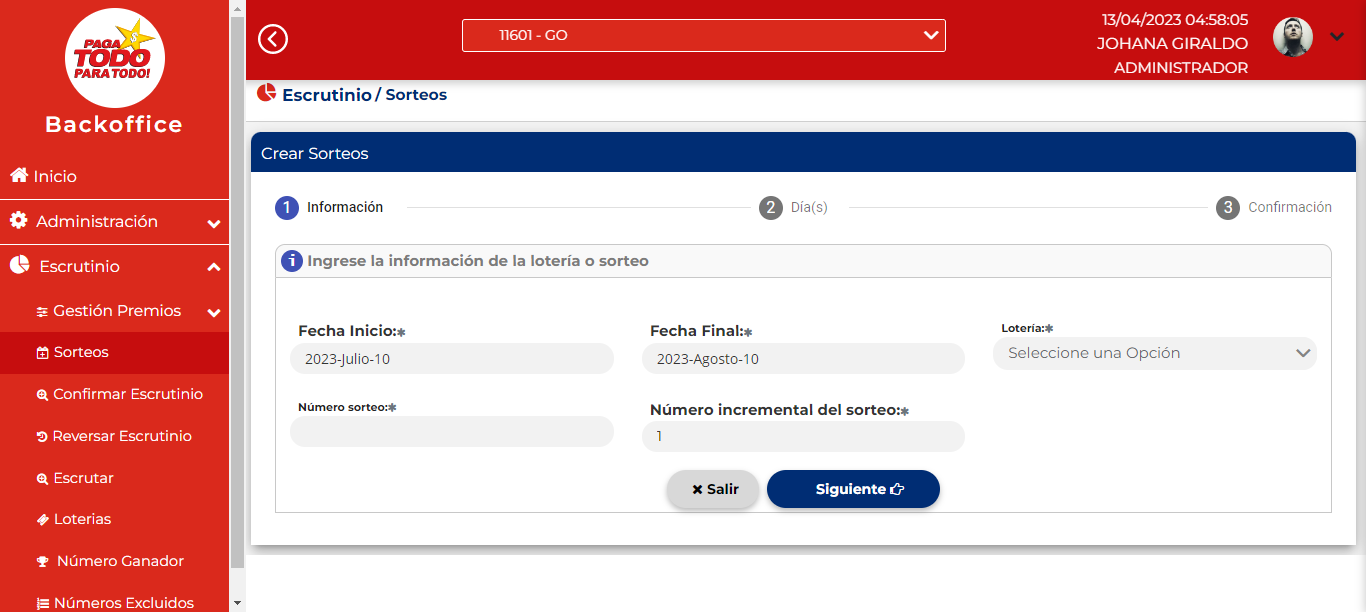 PAGA
TODO
PARA TODO!
Backoffice
Inicio
Administración
Escrutinio
Gestión Premios
Sorteos
Confirmar Escrutinio
Reversar Escrutinio
Escrutar
Loterias
Número Ganador
Números Excluidos
11601 - GO
13/04/2023 04:58:05
JOHANA GIRALDO
ADMINISTRADOR
Escrutinio / Sorteos
Crear Sorteos
1 Información
2 Día(s)
3 Confirmación
i Ingrese la información de la lotería o sorteo
Fecha Inicio:*
2023-Julio-10
Fecha Final:*
2023-Agosto-10
Lotería:*
Seleccione una Opción
Número sorteo:*
Número incremental del sorteo:*
1
Salir
Siguiente